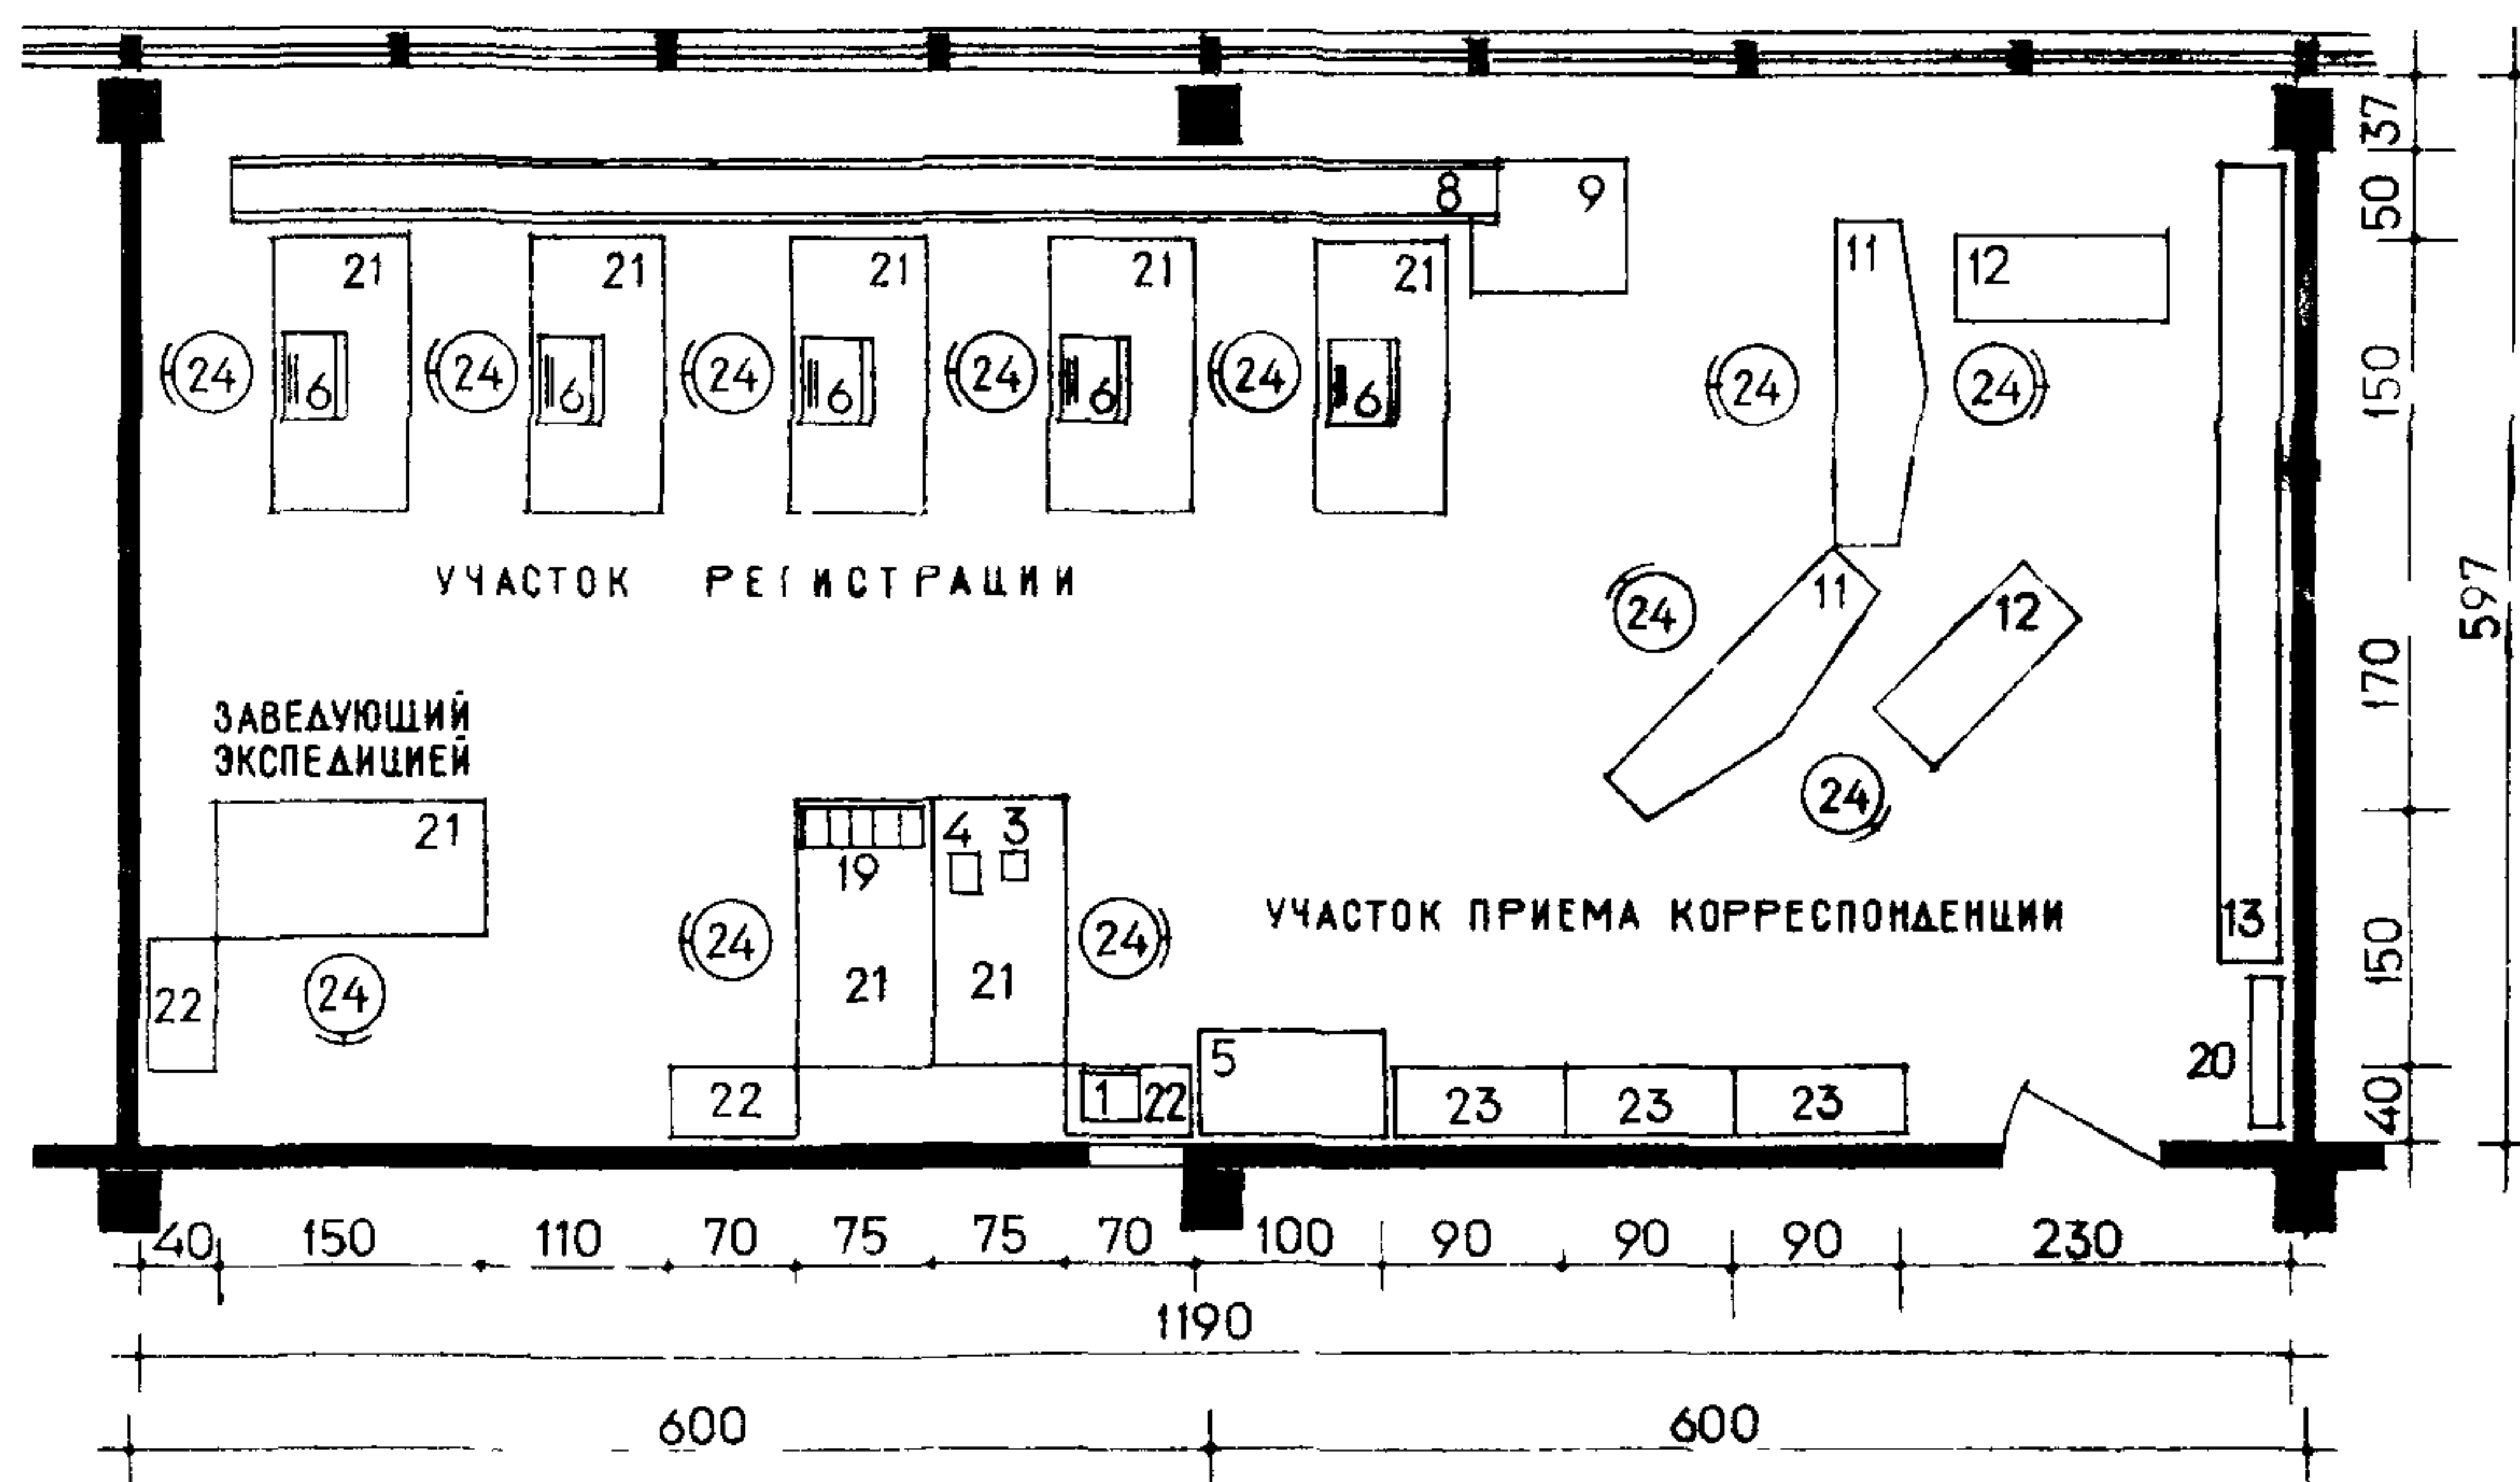 8 9
37
50
21 21 21 21 21
11 12
24 6 24 6 24 6 24 6 24 6 24 24
150
УЧАСТОК РЕГИСТРАЦИИ
24 11 12
597
170
ЗАВЕДУЮЩИЙ
ЭКСПЕДИЦИЕЙ
24
21 4 3
19
УЧАСТОК ПРИЕМА КОРРЕСПОНДЕНЦИИ
13
24 24
150
22 24 21 21
5 20
22 1 22 23 23 23
40
40 150 110 70 75 75 70 100 90 90 90 230
1190
600 600